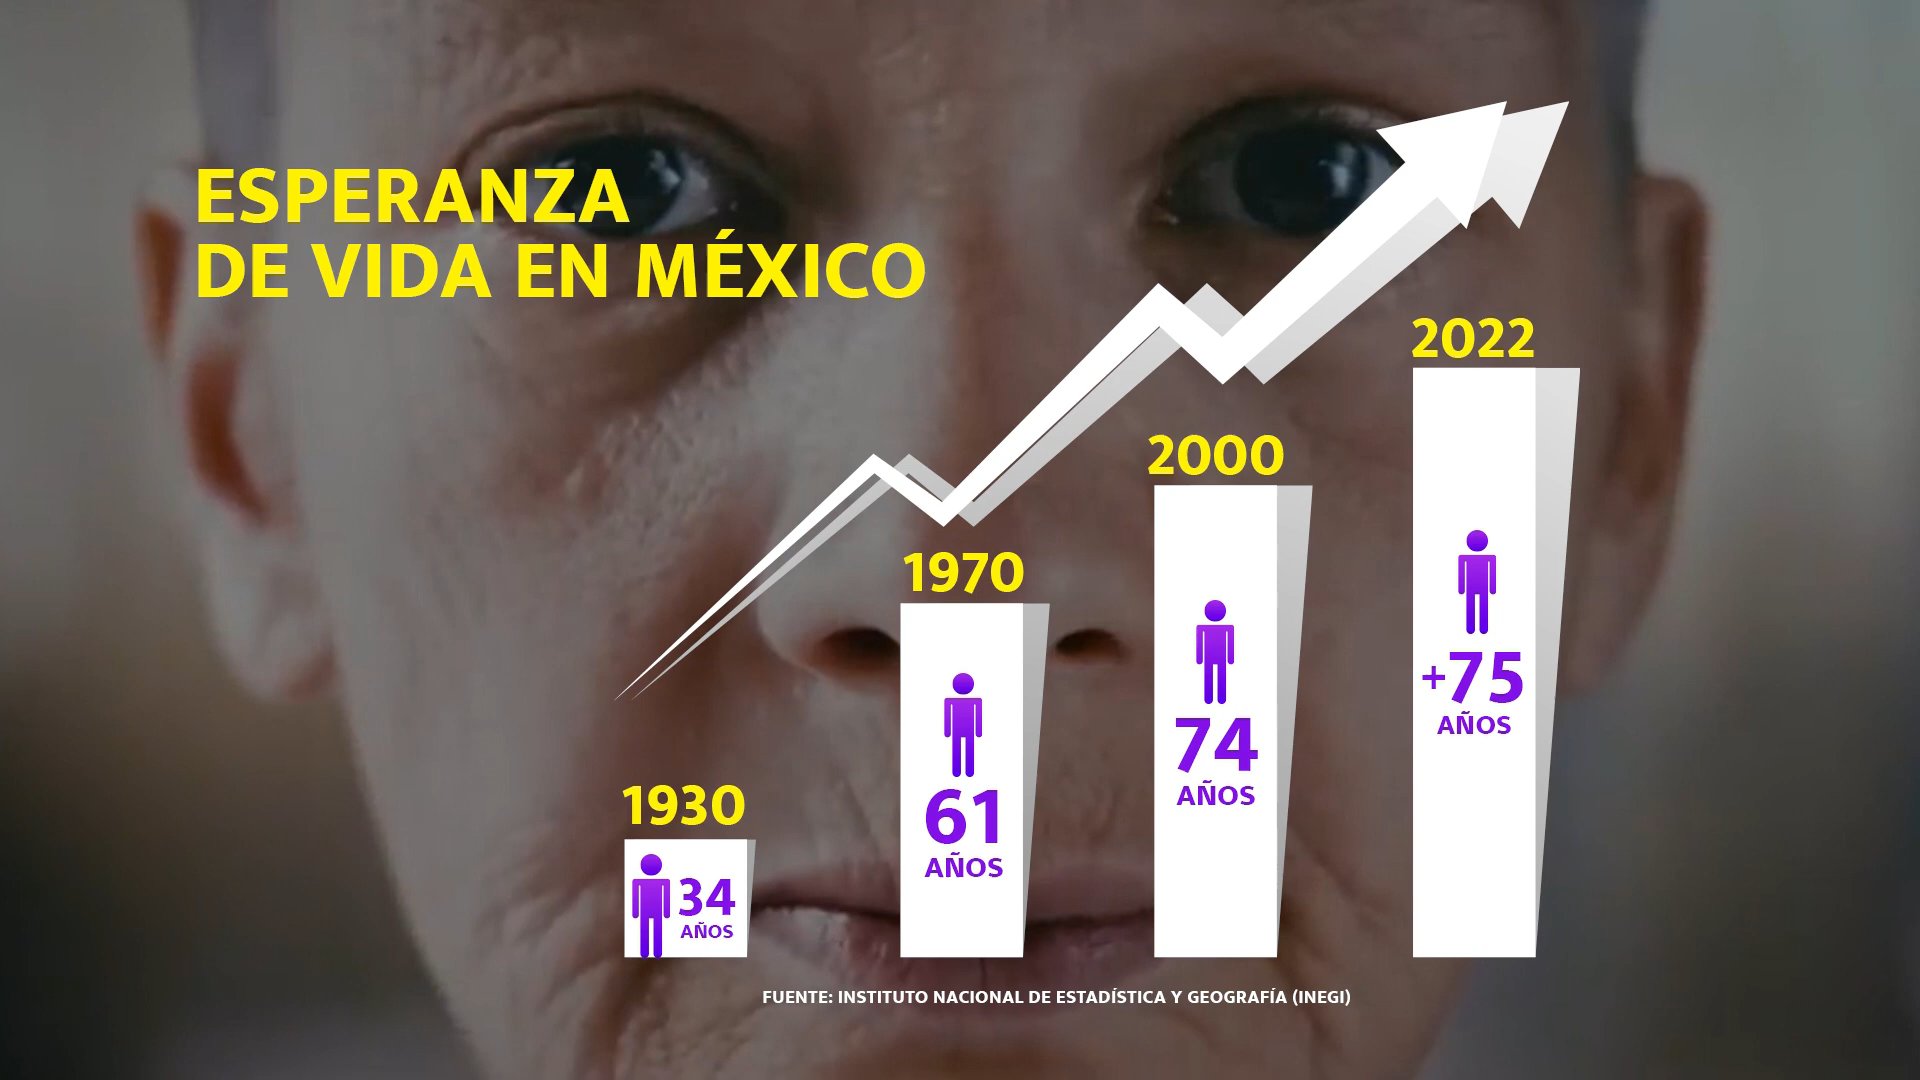 ESPERANZA
DE VIDA EN MÉXICO
2022
2000
1970
+75
AÑOS
74
AÑOS
1930
61
AÑOS
34
AÑOS
FUENTE: INSTITUTO NACIONAL DE ESTADÍSTICA Y GEOGRAFÍA (INEGI)